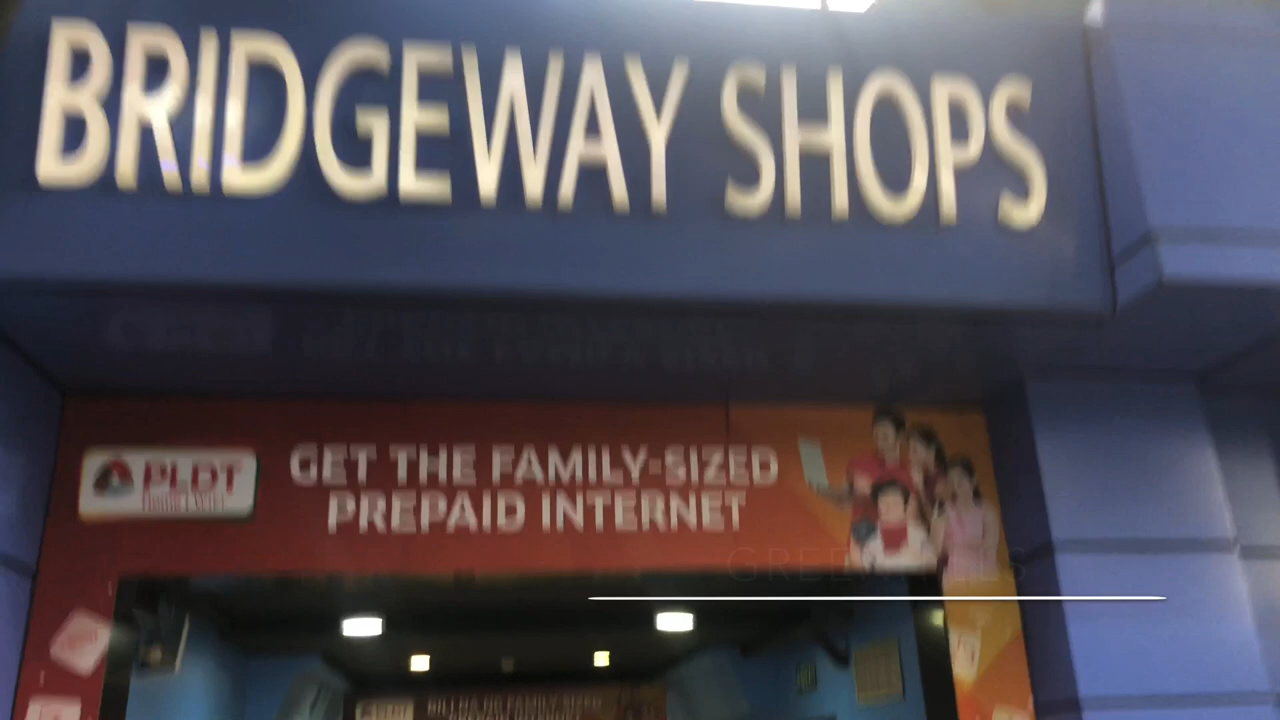 BRIDGEWAY SHOPS
PLDT
GET THE FAMILY-SIZED
PREPAID INTERNET